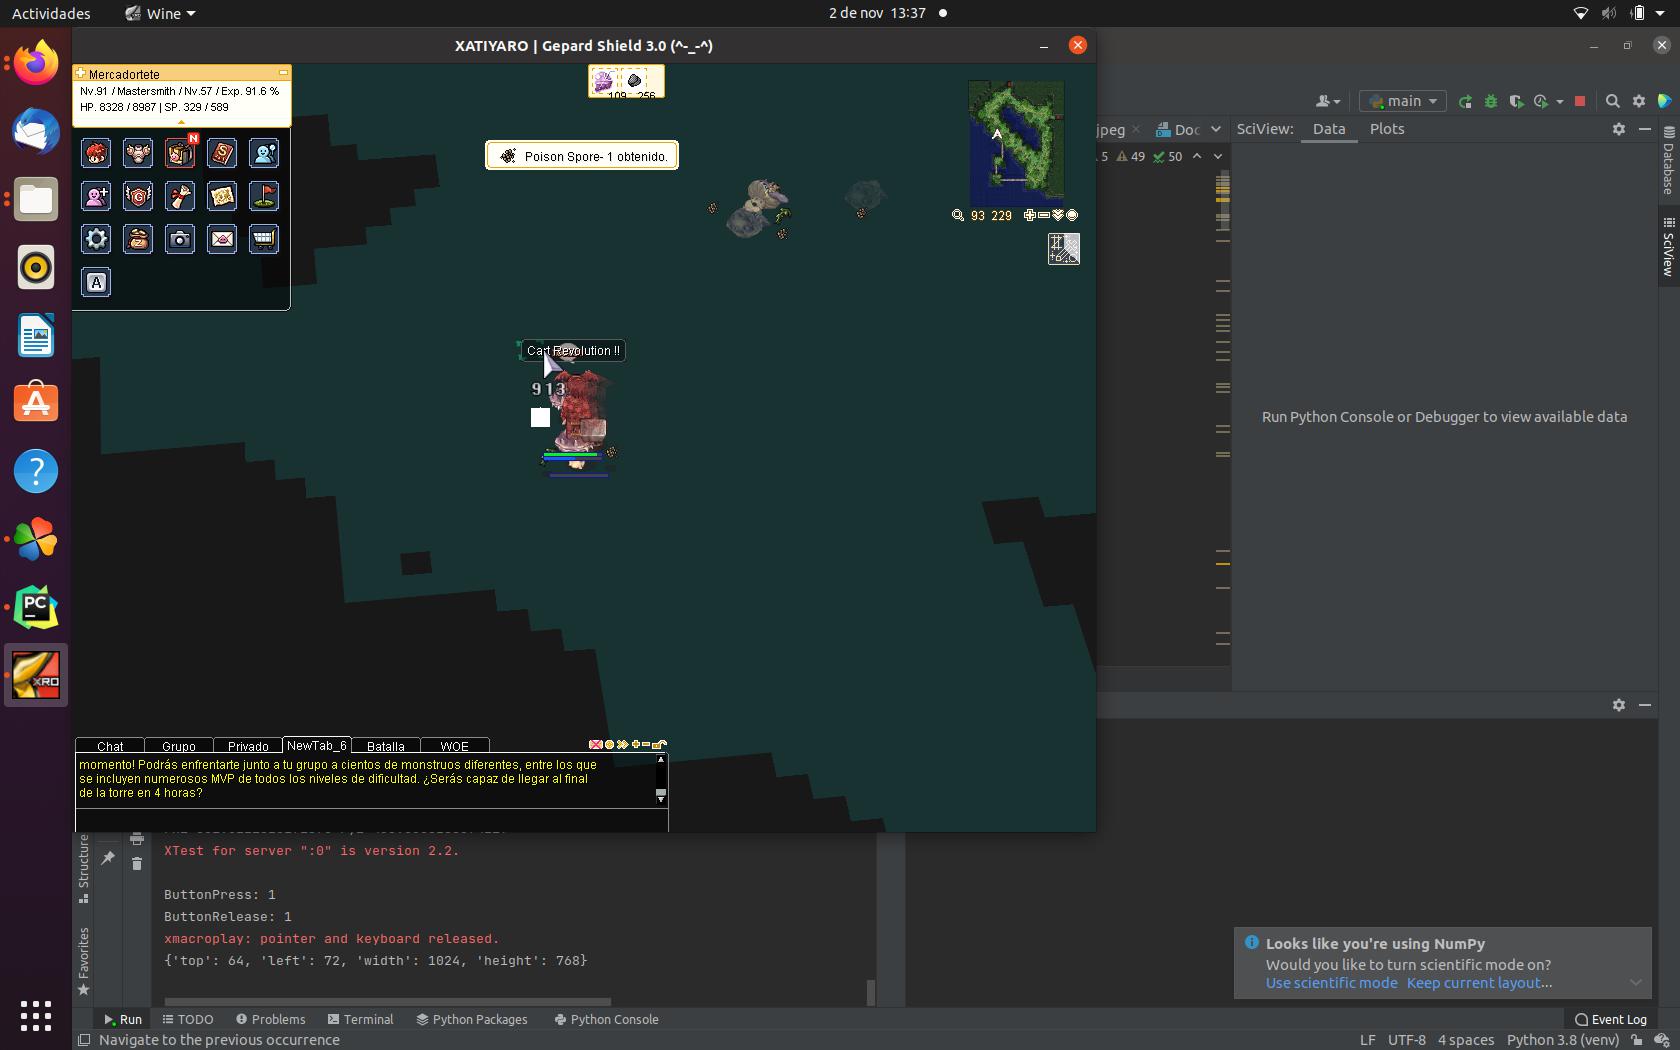 Actividades
Wine
2 de nov 13:37
XATIYARO | Gepard Shield 3.0 (^-_-^)
Mercadortete
Nv.91 / Mastersmith / Nv.57 / Exp. 91.6 %
HP. 8328 / 8987 | SP. 329 / 589
109 256
N
A
Poison Spore- 1 obtenido.
93 229
Cart Revolution !!
913
Chat
Grupo
Privado
NewTab_6
Batalla
WOE
momento! Podrás enfrentarte junto a tu grupo a cientos de monstruos diferentes, entre los que
se incluyen numerosos MVP de todos los niveles de dificultad. ¿Serás capaz de llegar al final
de la torre en 4 horas?
main
jpeg
Doc
SciView:
Data
Plots
5 49 50
Database
SciView
Run Python Console or Debugger to view available data
PC
XRO
Structure
Favorites
XTest for server ":0" is version 2.2.
ButtonPress: 1
ButtonRelease: 1
xmacroplay: pointer and keyboard released.
{'top': 64, 'left': 72, 'width': 1024, 'height': 768}
Looks like you're using NumPy
Would you like to turn scientific mode on?
Use scientific mode Keep current layout...
Run
TODO
Problems
Terminal
Python Packages
Python Console
Event Log
Navigate to the previous occurrence
LF UTF-8 4 spaces Python 3.8 (venv)